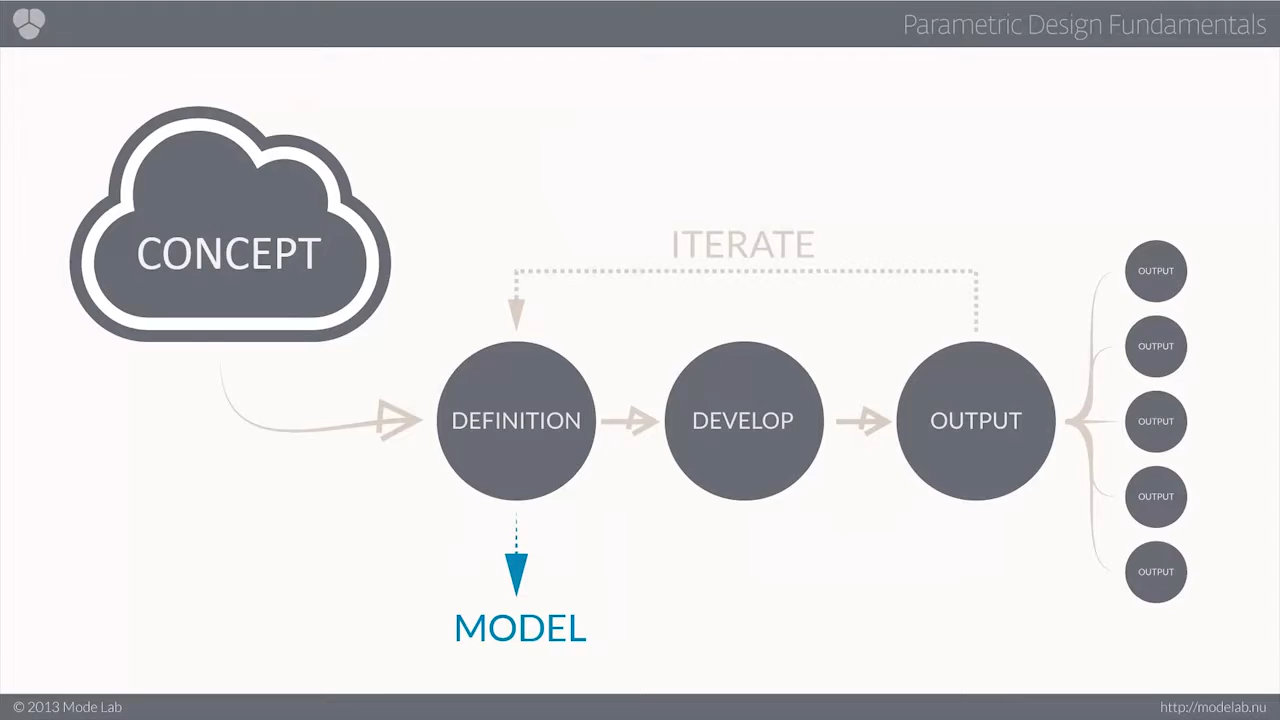 Parametric Design Fundamentals
CONCEPT
ITERATE
DEFINITION
DEVELOP
OUTPUT
OUTPUT
OUTPUT
OUTPUT
OUTPUT
OUTPUT
MODEL
© 2013 Mode Lab
http://modelab.nu